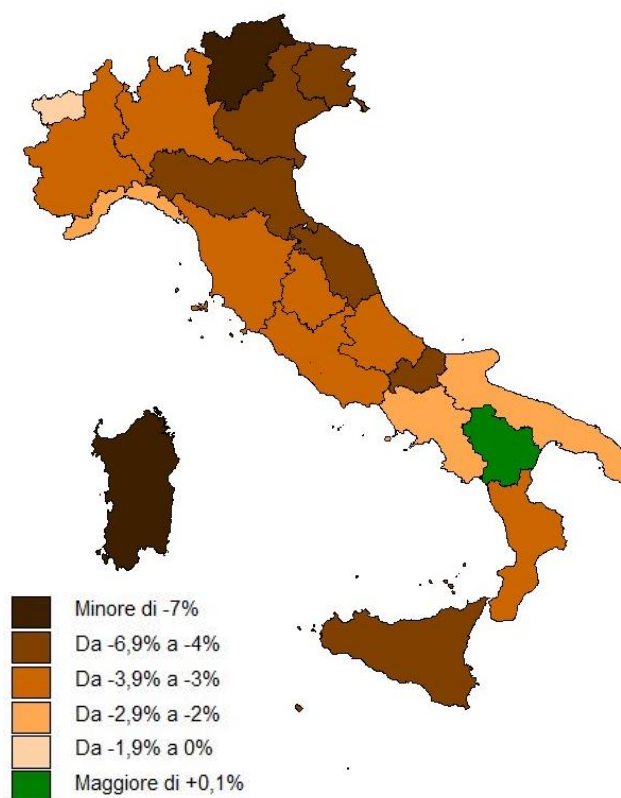 Minore di -7%
Da -6,9% a -4%
Da -3,9% a -3%
Da -2,9% a -2%
Da -1,9% a 0%
Maggiore di +0,1%